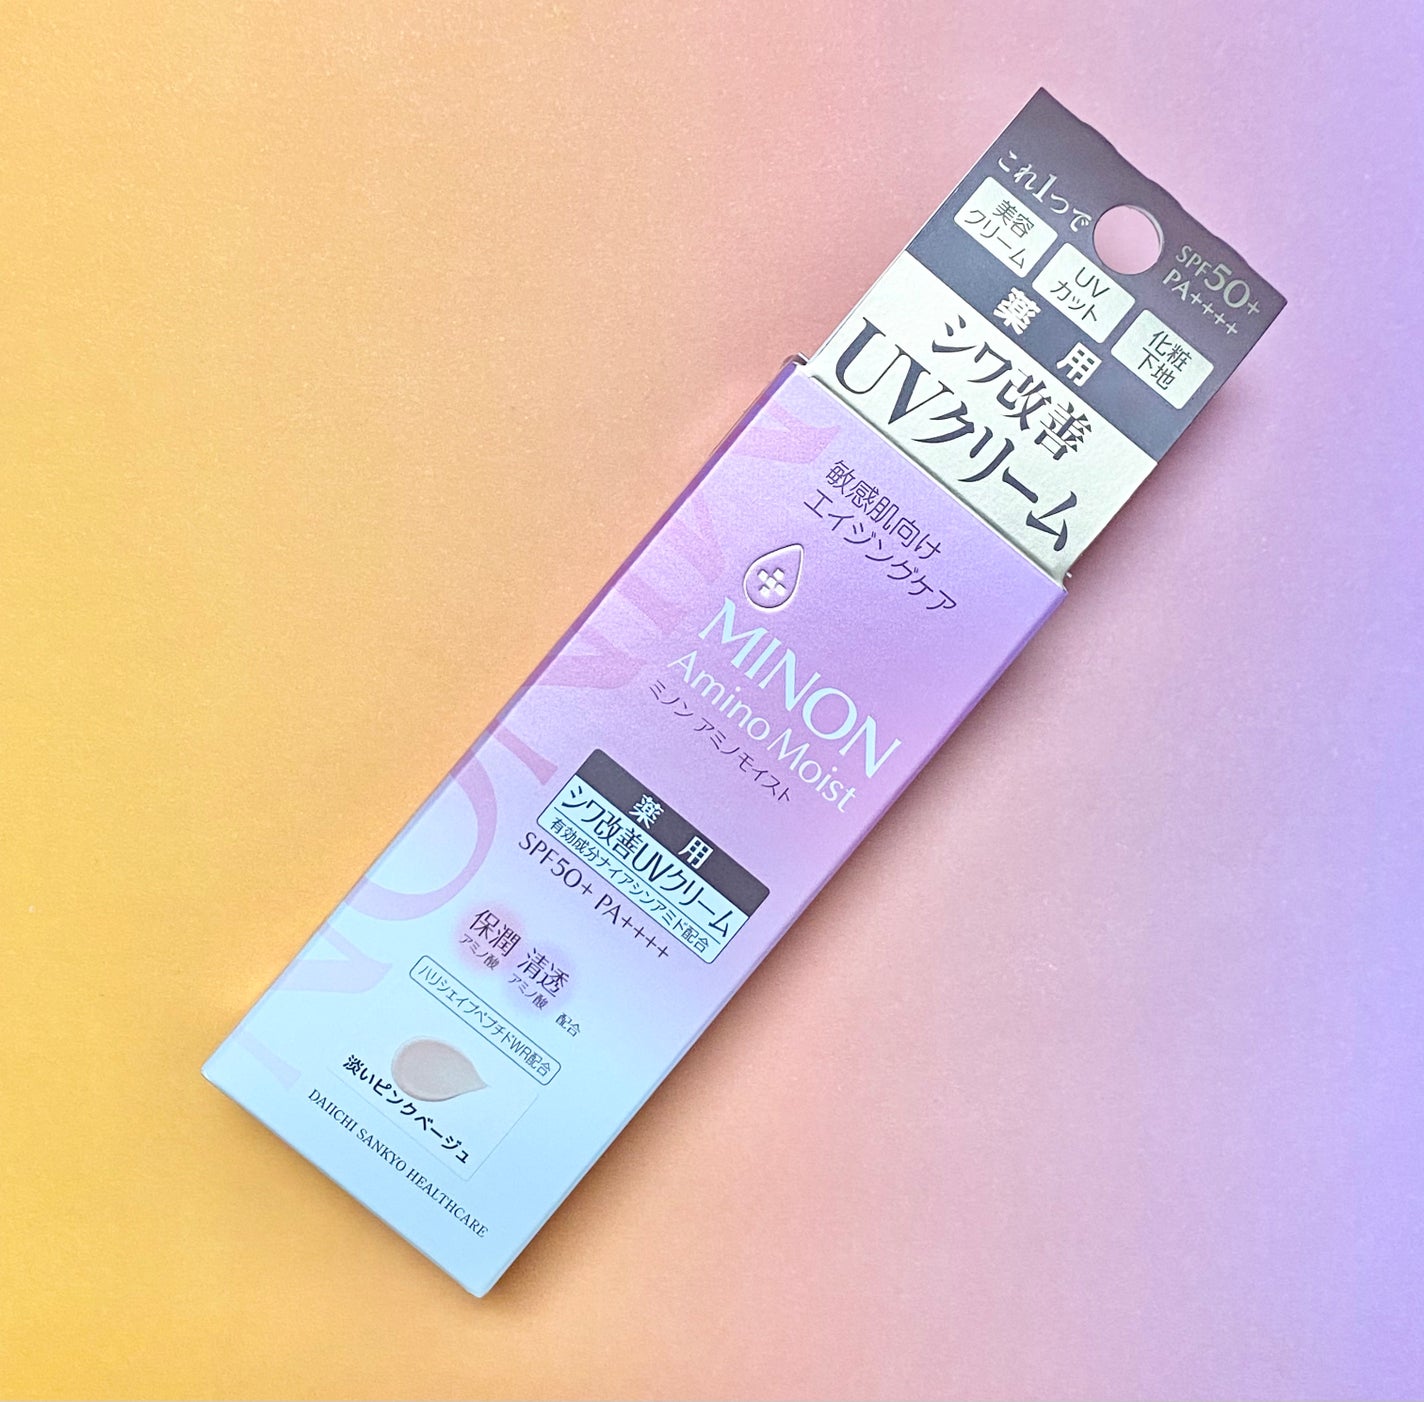 これ1つで
美容
クリーム
UV
カット
化粧
下地
SPF50+
PA++++
薬用
シワ改善
UVクリーム
敏感肌向け
エイジングケア
MINON
Amino Moist
ミノン アミノモイスト
薬用
シワ改善UVクリーム
有効成分ナイアシンアミド配合
SPF50+ PA++++
保潤 清透
アミノ酸 アミノ酸 配合
ハリシェイプペプチドWR配合
淡いピンクベージュ
DAIICHI SANKYO HEALTHCARE